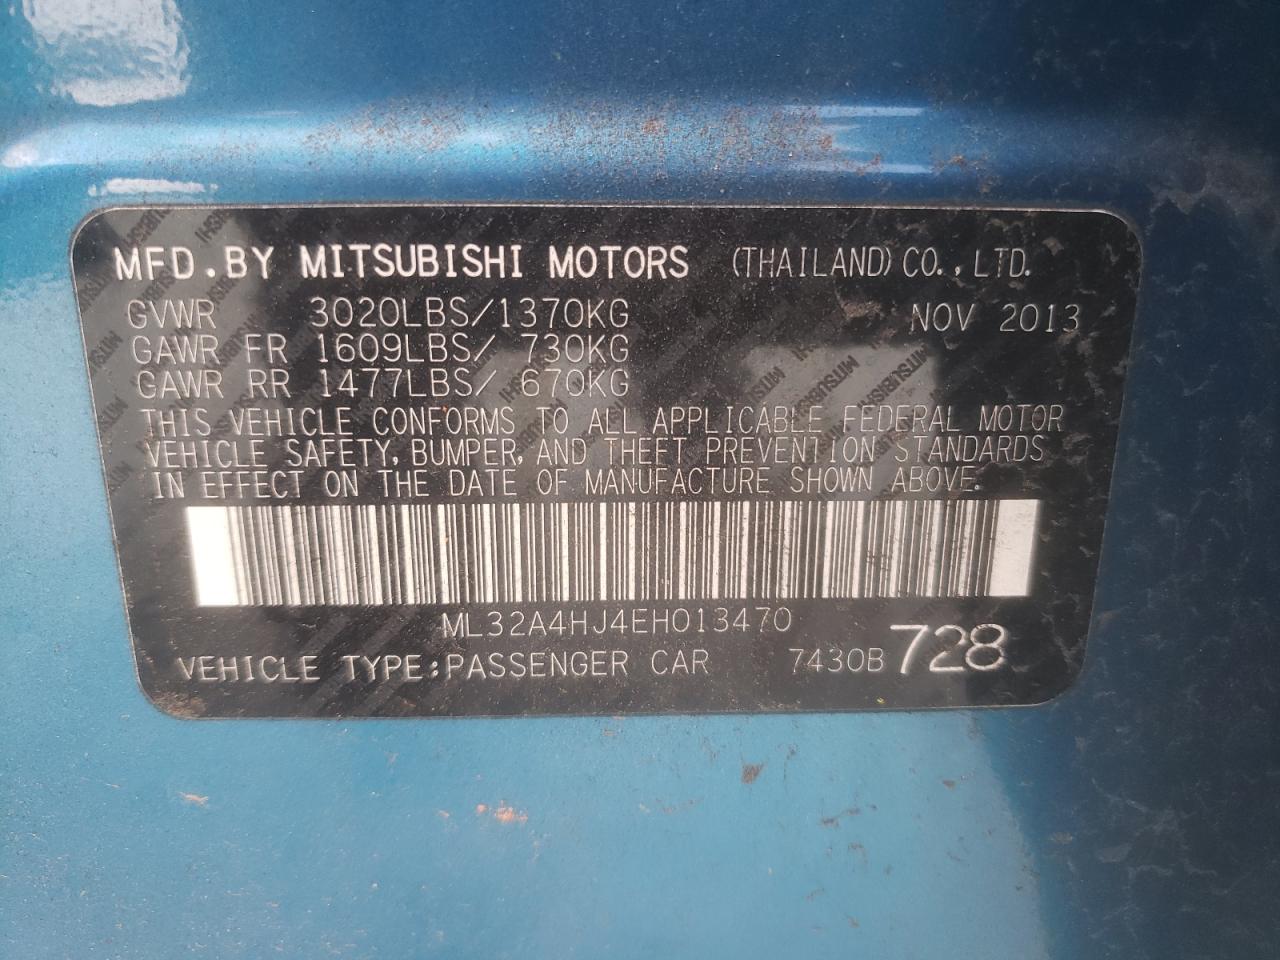 MFD.BY MITSUBISHI MOTORS (THAILAND) CO.,LTD.
GVWR 3020LBS/1370KG NOV 2013
GAWR FR 1609LBS/ 730KG
GAWR RR 1477LBS/ 670KG
THIS VEHICLE CONFORMS TO ALL APPLICABLE FEDERAL MOTOR
VEHICLE SAFETY, BUMPER, AND THEFT PREVENTION STANDARDS
IN EFFECT ON THE DATE OF MANUFACTURE SHOWN ABOVE.
ML32A4HJ4EH013470
VEHICLE TYPE:PASSENGER CAR 7430B 728